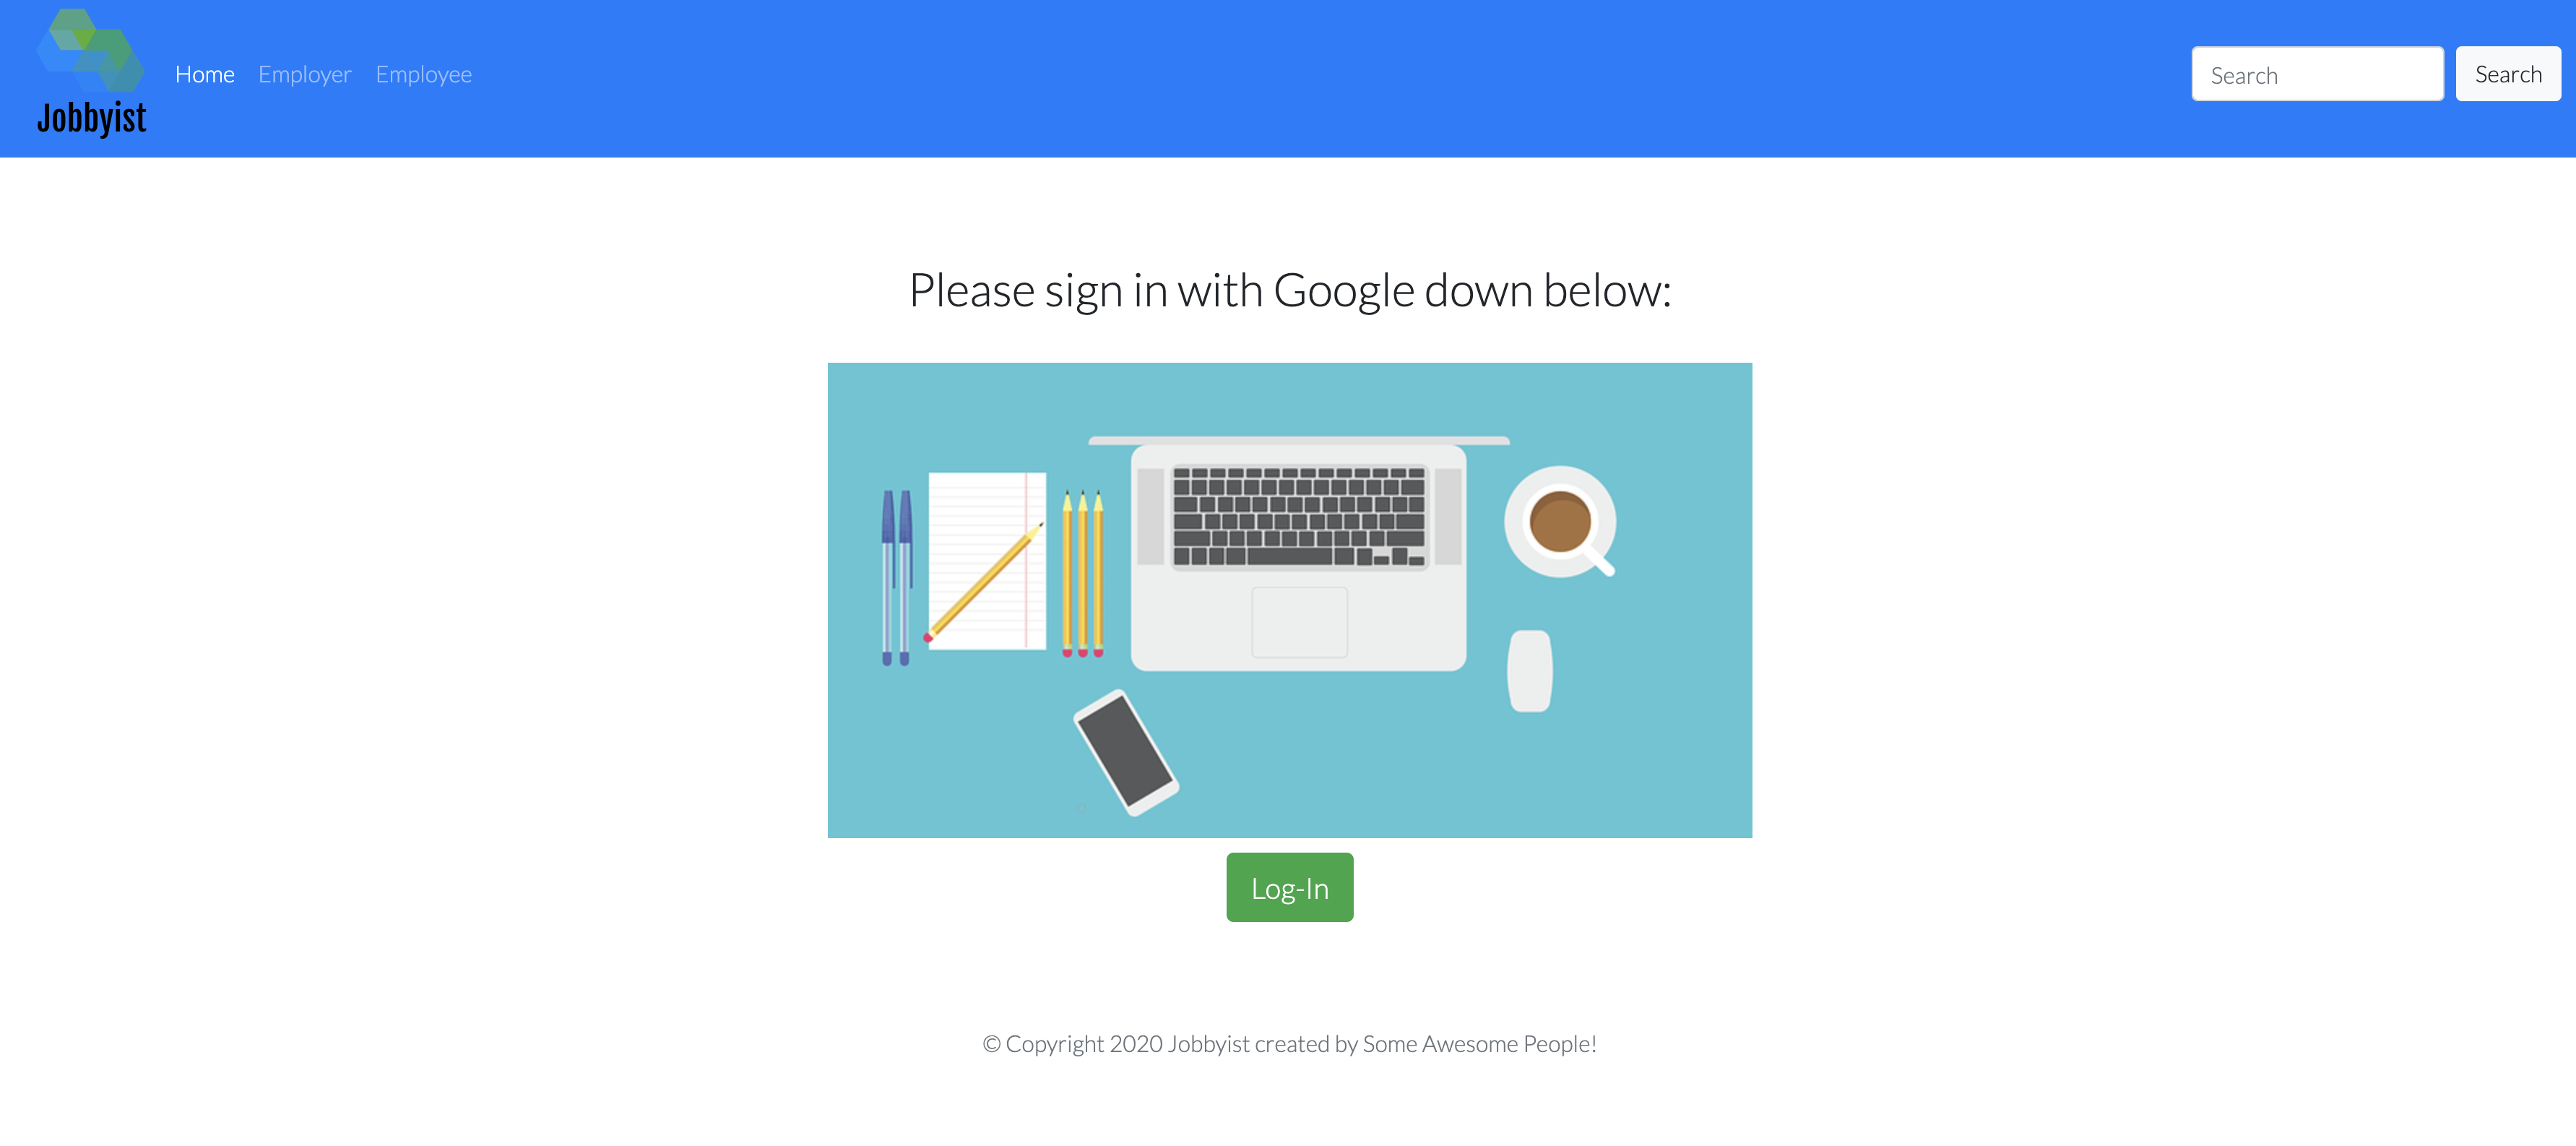 Jobbyist
Home Employer Employee
Search Search
Please sign in with Google down below:
Log-In
© Copyright 2020 Jobbyist created by Some Awesome People!